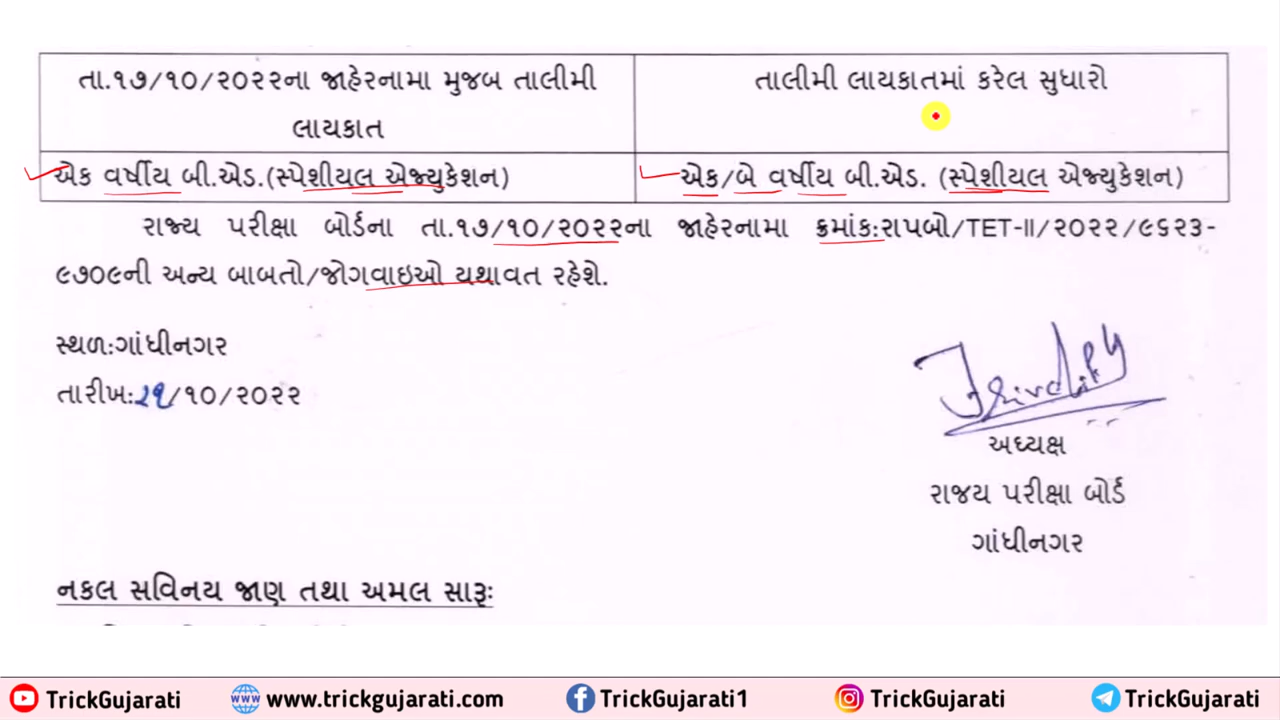 તા.૧૭/૧૦/૨૦૨૨ના જાહેરનામા મુજબ તાલીમી
લાયકાત
તાલીમી લાયકાતમાં કરેલ સુધારો
એક વર્ષીય બી.એડ.(સ્પેશીયલ એજ્યુકેશન)
એક/બે વર્ષીય બી.એડ. (સ્પેશીયલ એજ્યુકેશન)
રાજ્ય પરીક્ષા બોર્ડના તા.૧૭/૧૦/૨૦૨૨ના જાહેરનામા ક્રમાંક:રાપબો/TET-II/૨૦૨૨/૯૬૨૩-
૯૭૦૯ની અન્ય બાબતો/જોગવાઇઓ યથાવત રહેશે.
સ્થળ:ગાંધીનગર
તારીખ:૨૧/૧૦/૨૦૨૨
અધ્યક્ષ
રાજય પરીક્ષા બોર્ડ
ગાંધીનગર
નકલ સવિનય જાણ તથા અમલ સારૂઃ
TrickGujarati www.trickgujarati.com TrickGujarati1 TrickGujarati TrickGujarati